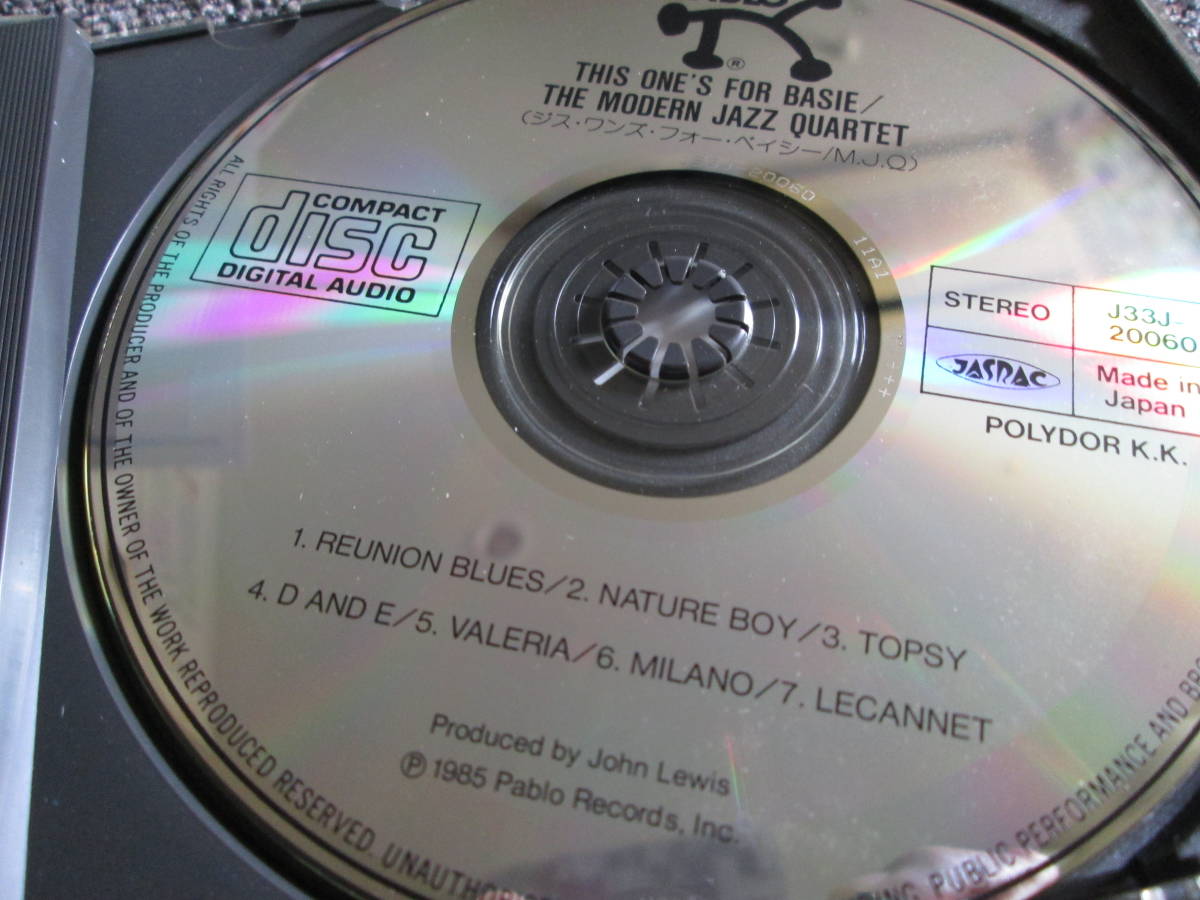 ®
THIS ONE'S FOR BASIE/
THE MODERN JAZZ QUARTET
(ジス・ワンズ・フォー・ベイシー/M.J.Q)
20060
11A1
+++
COMPACT
disc
DIGITAL AUDIO
STEREO
J33J-
20060
JASRAC
Made in
Japan
POLYDOR K.K.
1. REUNION BLUES/2. NATURE BOY/3. TOPSY
4. D AND E/5. VALERIA/6. MILANO/7. LECANNET
Produced by John Lewis
℗ 1985 Pablo Records, Inc.
ALL RIGHTS OF THE PRODUCER AND OF THE OWNER OF THE WORK REPRODUCED RESERVED. PUBLIC PERFORMANCE AND